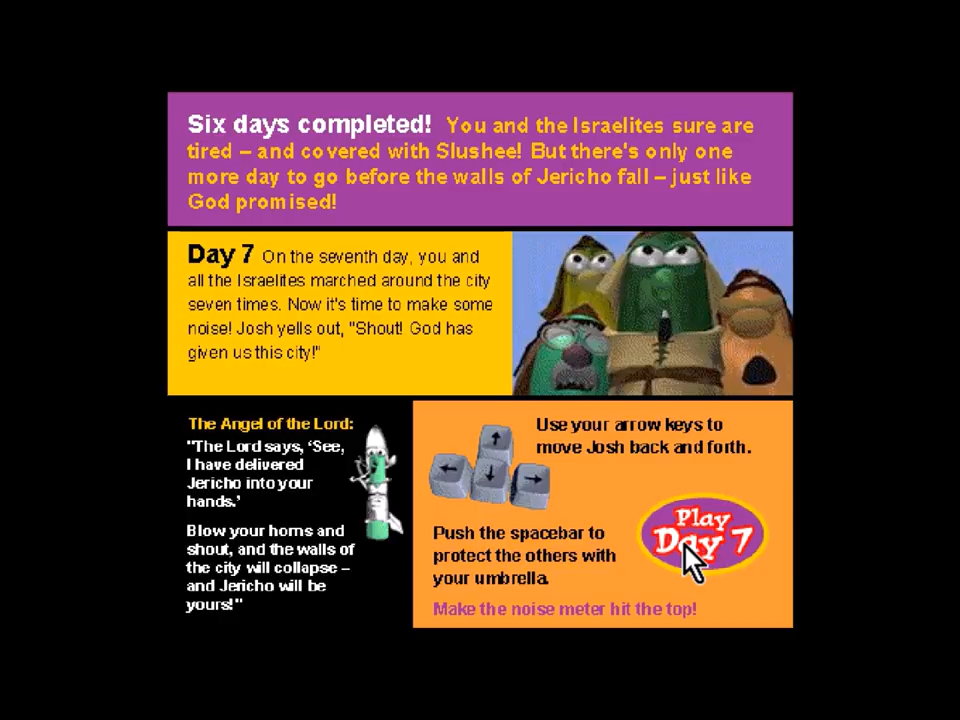 Six days completed! You and the Israelites sure are
tired – and covered with Slushee! But there's only one
more day to go before the walls of Jericho fall – just like
God promised!
Day 7 On the seventh day, you and
all the Israelites marched around the city
seven times. Now it's time to make some
noise! Josh yells out, "Shout! God has
given us this city!"
The Angel of the Lord:
"The Lord says, ‘See,
I have delivered
Jericho into your
hands.’
Blow your horns and
shout, and the walls of
the city will collapse –
and Jericho will be
yours!"
Use your arrow keys to
move Josh back and forth.
Push the spacebar to
protect the others with
your umbrella.
Make the noise meter hit the top!
Play
Day 7